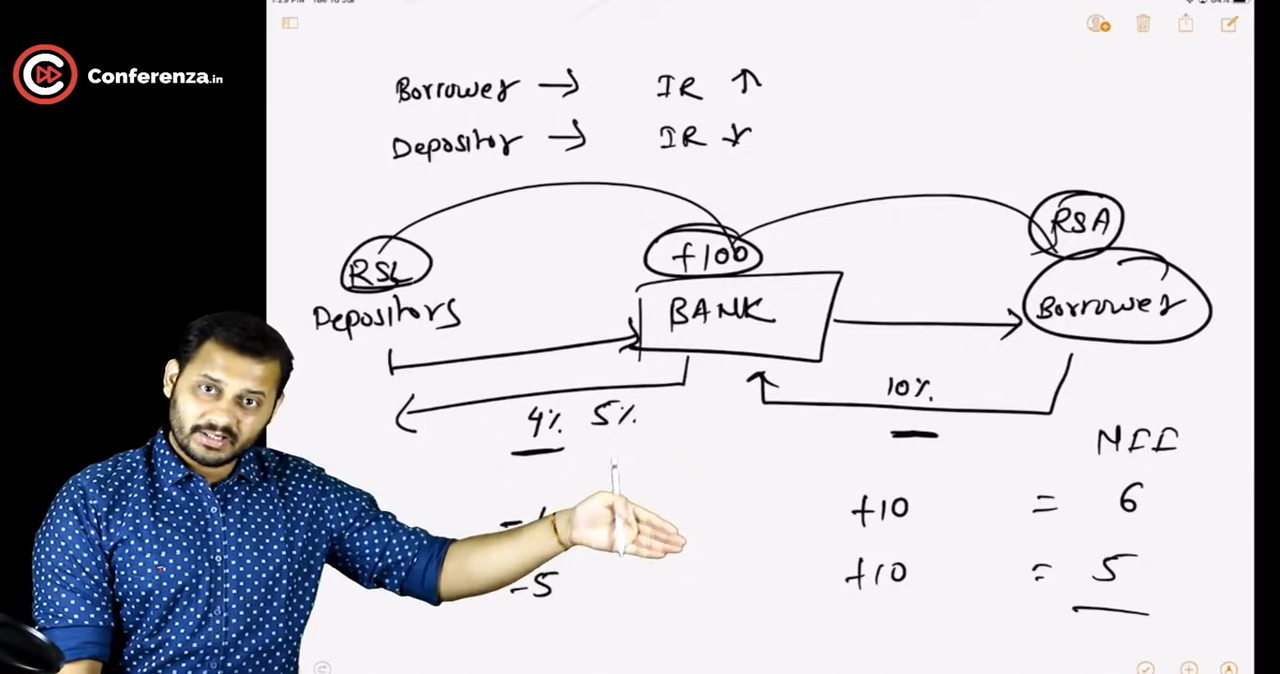 Conferenza.in
Borrower → IR ↑
Depositor → IR ↓
RSL
₹100
RSA
Depositors
BANK
Borrower
4% 5%
10%
NII
+10 = 6
-5 +10 = 5